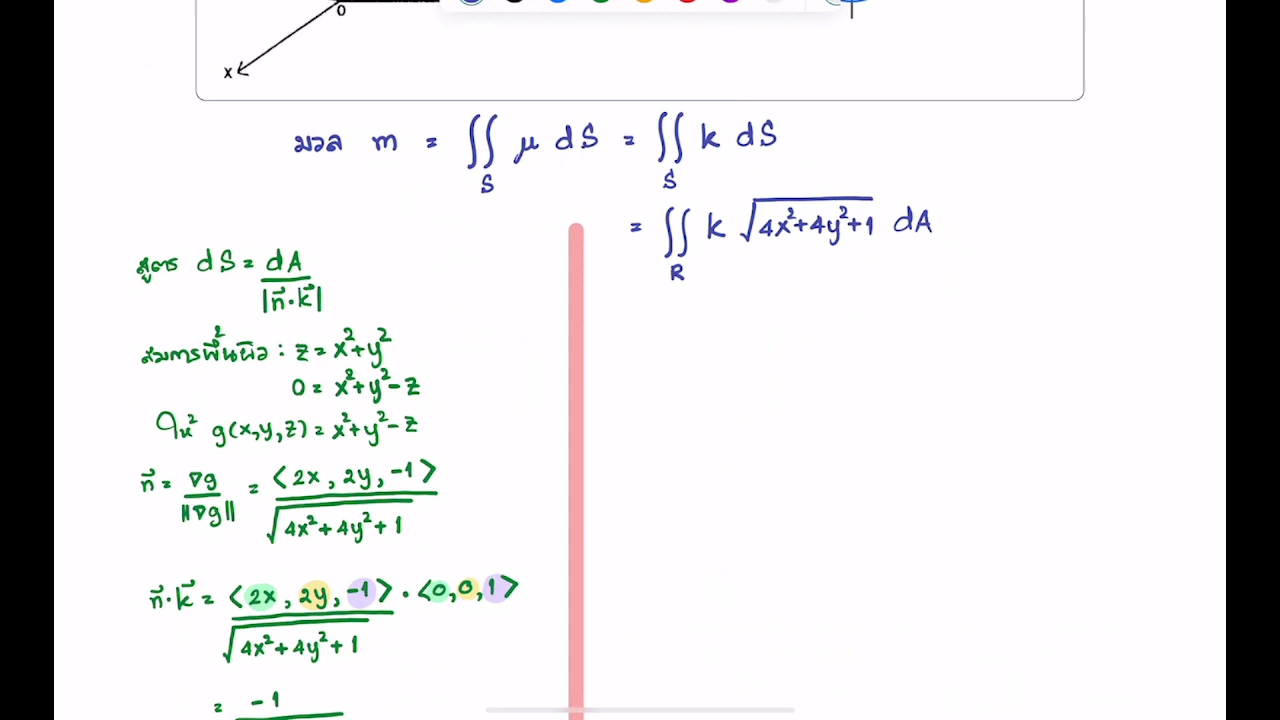 0
x
มวล m = ∬_S μ dS = ∬_S k dS
= ∬_R k √(4x²+4y²+1) dA
สูตร dS = dA / |n⃗·k⃗|
สมการพื้นผิว : z = x²+y²
0 = x²+y²-z
ให้ g(x,y,z) = x²+y²-z
n⃗ = ∇g / ‖∇g‖ = ⟨2x, 2y, -1⟩ / √(4x²+4y²+1)
n⃗·k⃗ = ⟨2x, 2y, -1⟩ · ⟨0,0,1⟩ / √(4x²+4y²+1)
= -1